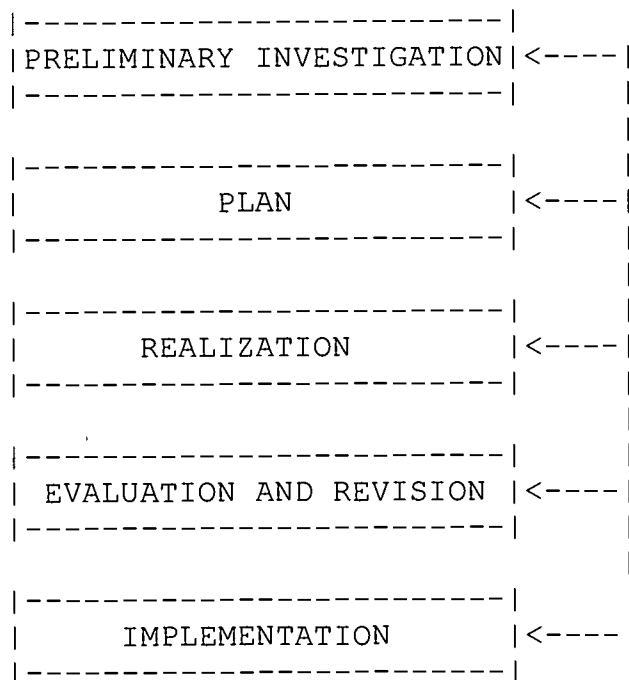 PRELIMINARY INVESTIGATION
PLAN
REALIZATION
EVALUATION AND REVISION
IMPLEMENTATION